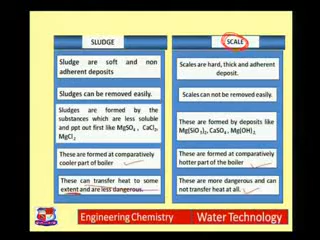 SLUDGE
Sludge are soft and non
adherent deposits
Sludges can be removed easily.
Sludges are formed by the
substances which are less soluble
and ppt out first like MgSO4 , CaCl2
MgCl2
These are formed at comparatively
cooler part of boiler
These can transfer heat to some
extent and are less dangerous.
SCALE
Scales are hard, thick and adherent
deposit.
Scales can not be removed easily.
These are formed by deposits like
Mg(SiO3)2, CaSO4 , Mg(OH)2
These are formed at comparatively
hotter part of the boiler
These are more dangerous and can
not transfer heat at all.
Engineering Chemistry
Water Technology